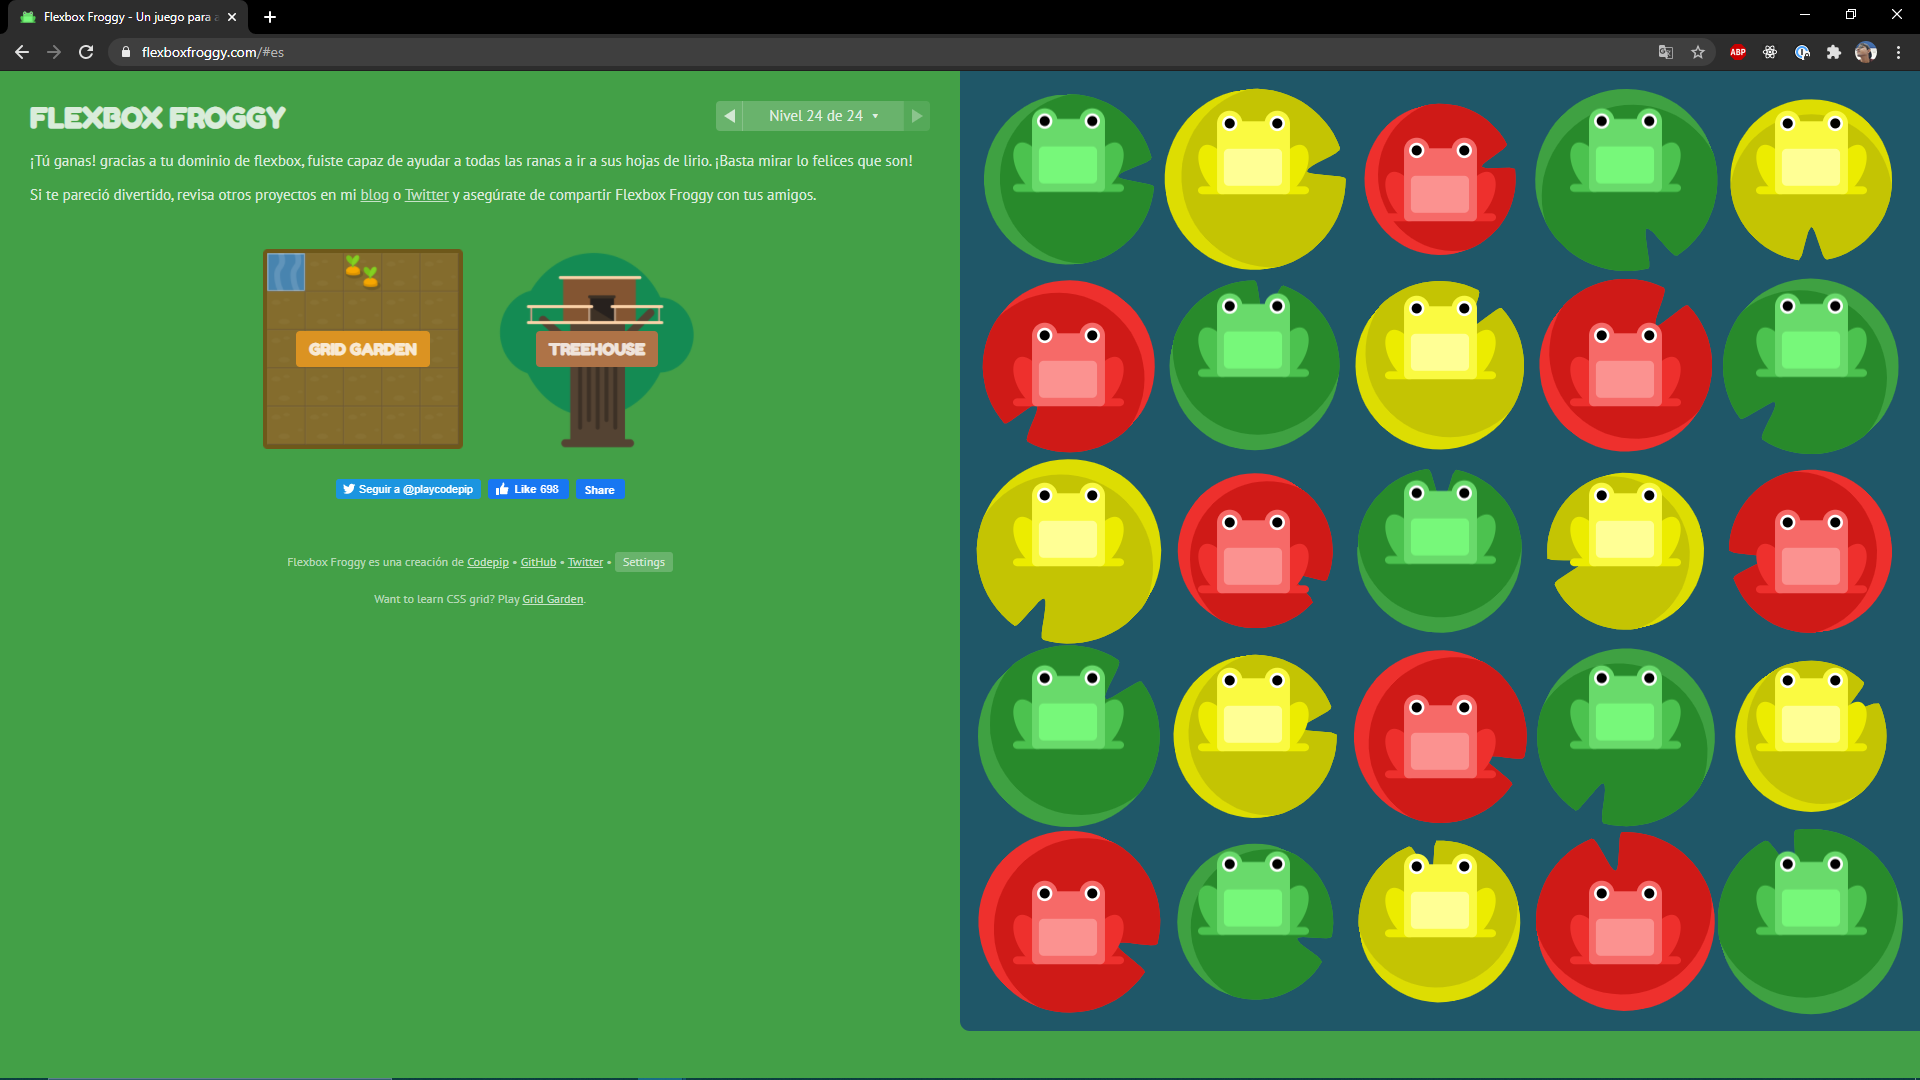 Flexbox Froggy - Un juego para a
flexboxfroggy.com/#es
ABP
FLEXBOX FROGGY
Nivel 24 de 24
¡Tú ganas! gracias a tu dominio de flexbox, fuiste capaz de ayudar a todas las ranas a ir a sus hojas de lirio. ¡Basta mirar lo felices que son!
Si te pareció divertido, revisa otros proyectos en mi blog o Twitter y asegúrate de compartir Flexbox Froggy con tus amigos.
GRID GARDEN
TREEHOUSE
Seguir a @playcodepip
Like 698
Share
Flexbox Froggy es una creación de Codepip • GitHub • Twitter • Settings
Want to learn CSS grid? Play Grid Garden.